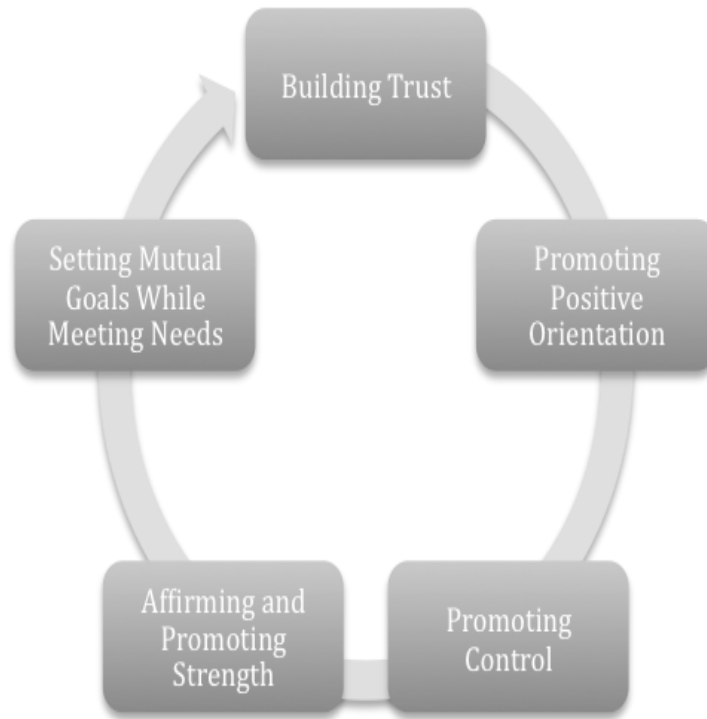 Building Trust
Promoting
Positive
Orientation
Promoting
Control
Affirming and
Promoting
Strength
Setting Mutual
Goals While
Meeting Needs